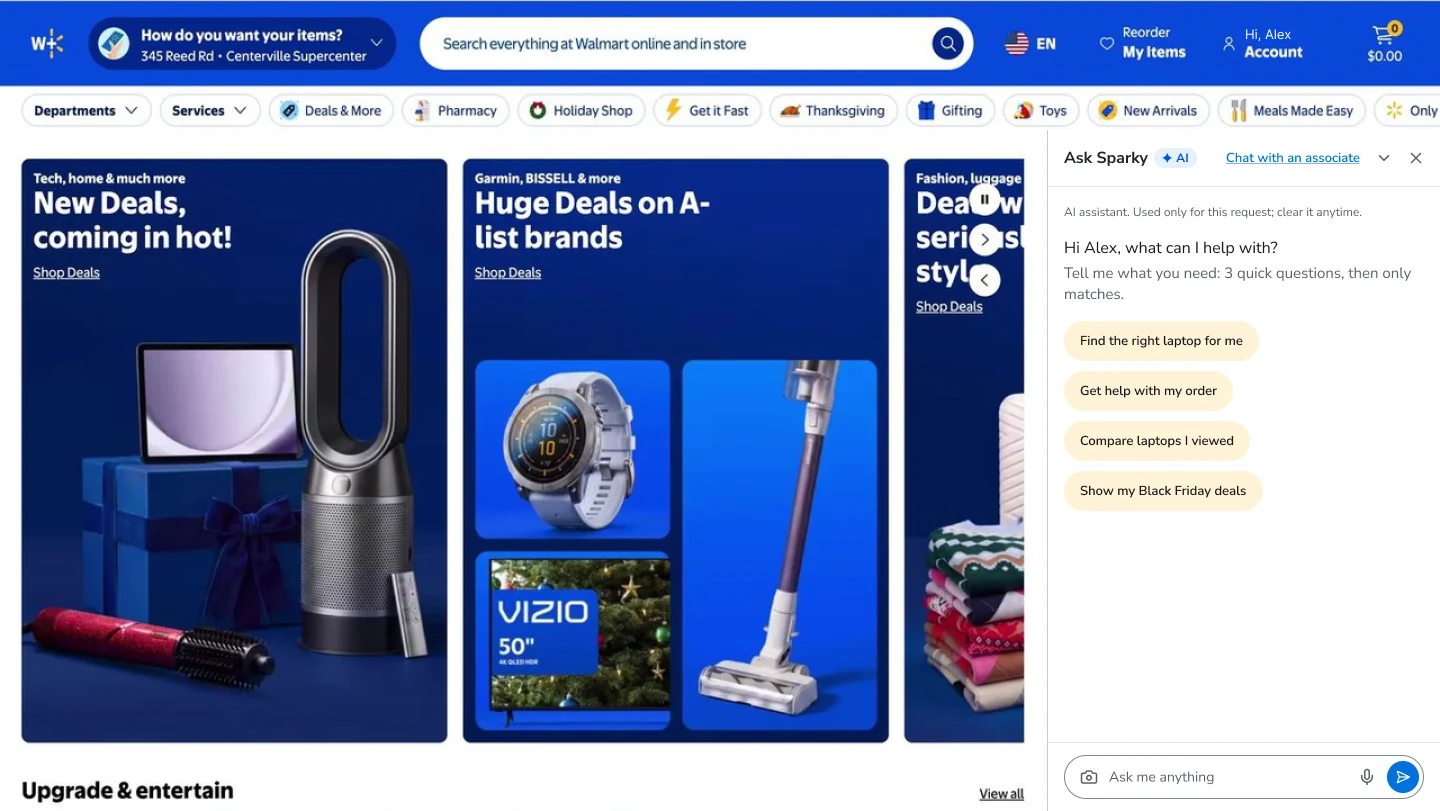 W+
How do you want your items?
345 Reed Rd • Centerville Supercenter
Search everything at Walmart online and in store
EN
Reorder
My Items
Hi, Alex
Account
0
$0.00
Departments
Services
Deals & More
Pharmacy
Holiday Shop
Get it Fast
Thanksgiving
Gifting
Toys
New Arrivals
Meals Made Easy
Only
Tech, home & much more
New Deals,
coming in hot!
Shop Deals
Garmin, BISSELL & more
Huge Deals on A-
list brands
Shop Deals
10
10
VIZIO
50"
4K QLED HDR
Fashion, luggage
Shop Deals
Upgrade & entertain
View all
Ask Sparky
AI
Chat with an associate
AI assistant. Used only for this request; clear it anytime.
Hi Alex, what can I help with?
Tell me what you need: 3 quick questions, then only
matches.
Find the right laptop for me
Get help with my order
Compare laptops I viewed
Show my Black Friday deals
Ask me anything